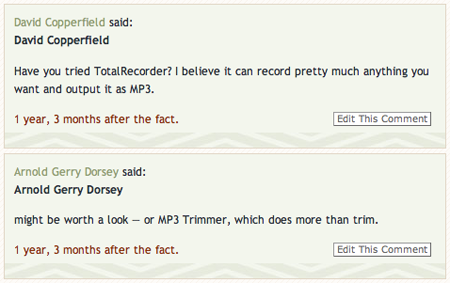 David Copperfield said:
David Copperfield
Have you tried TotalRecorder? I believe it can record pretty much anything you
want and output it as MP3.
1 year, 3 months after the fact.
Edit This Comment
Arnold Gerry Dorsey said:
Arnold Gerry Dorsey
might be worth a look — or MP3 Trimmer, which does more than trim.
1 year, 3 months after the fact.
Edit This Comment